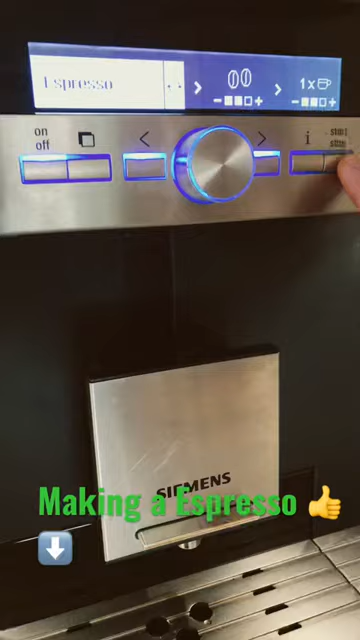 Espresso
1x
on
off
i
start
stop
SIEMENS
Making a Espresso 👍
⬇️